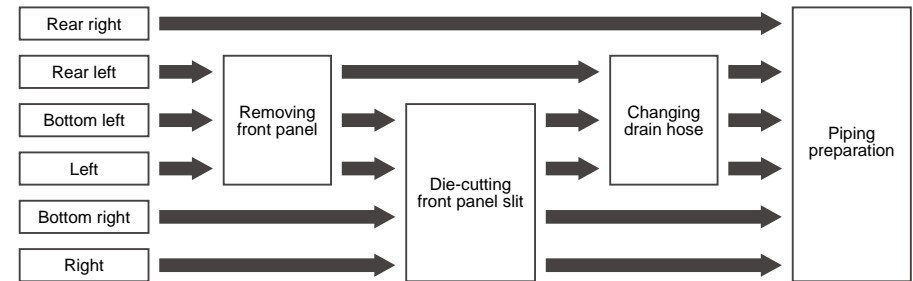 Rear right
Rear left
Bottom left
Left
Bottom right
Right
Removing
front panel
Die-cutting
front panel slit
Changing
drain hose
Piping
preparation